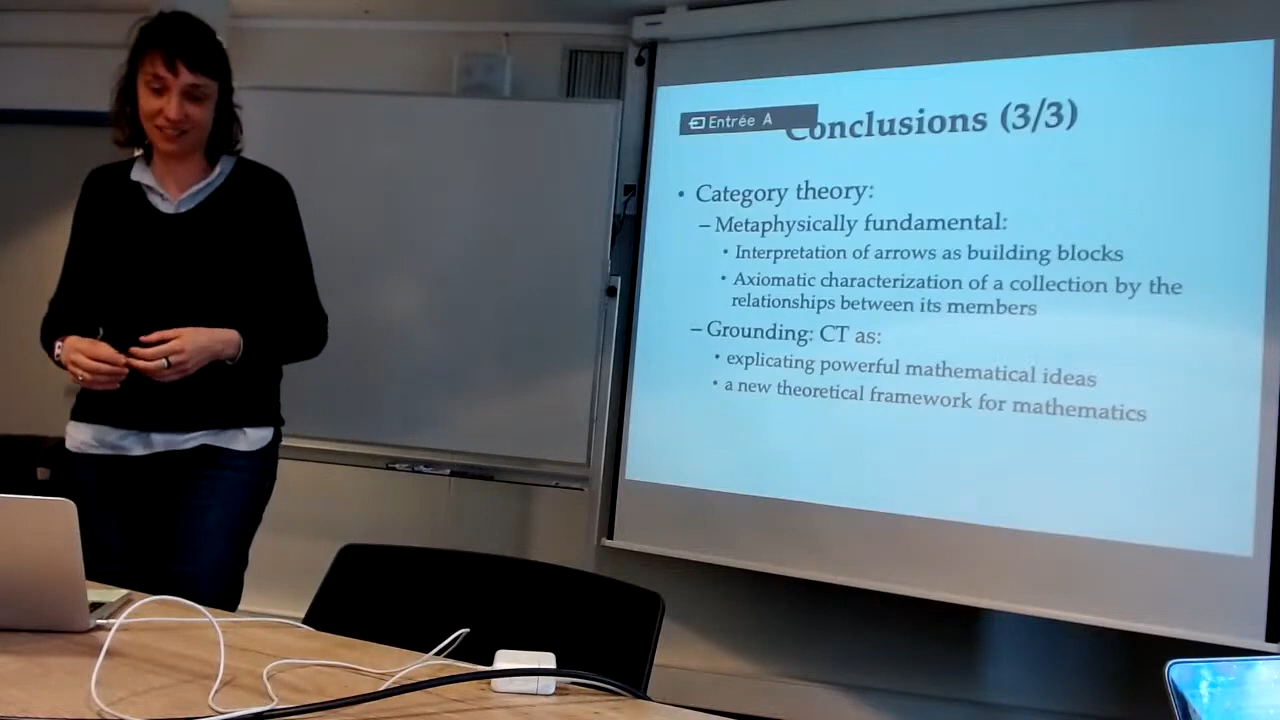 Entrée A
Conclusions (3/3)
• Category theory:
– Metaphysically fundamental:
• Interpretation of arrows as building blocks
• Axiomatic characterization of a collection by the
relationships between its members
– Grounding: CT as:
• explicating powerful mathematical ideas
• a new theoretical framework for mathematics